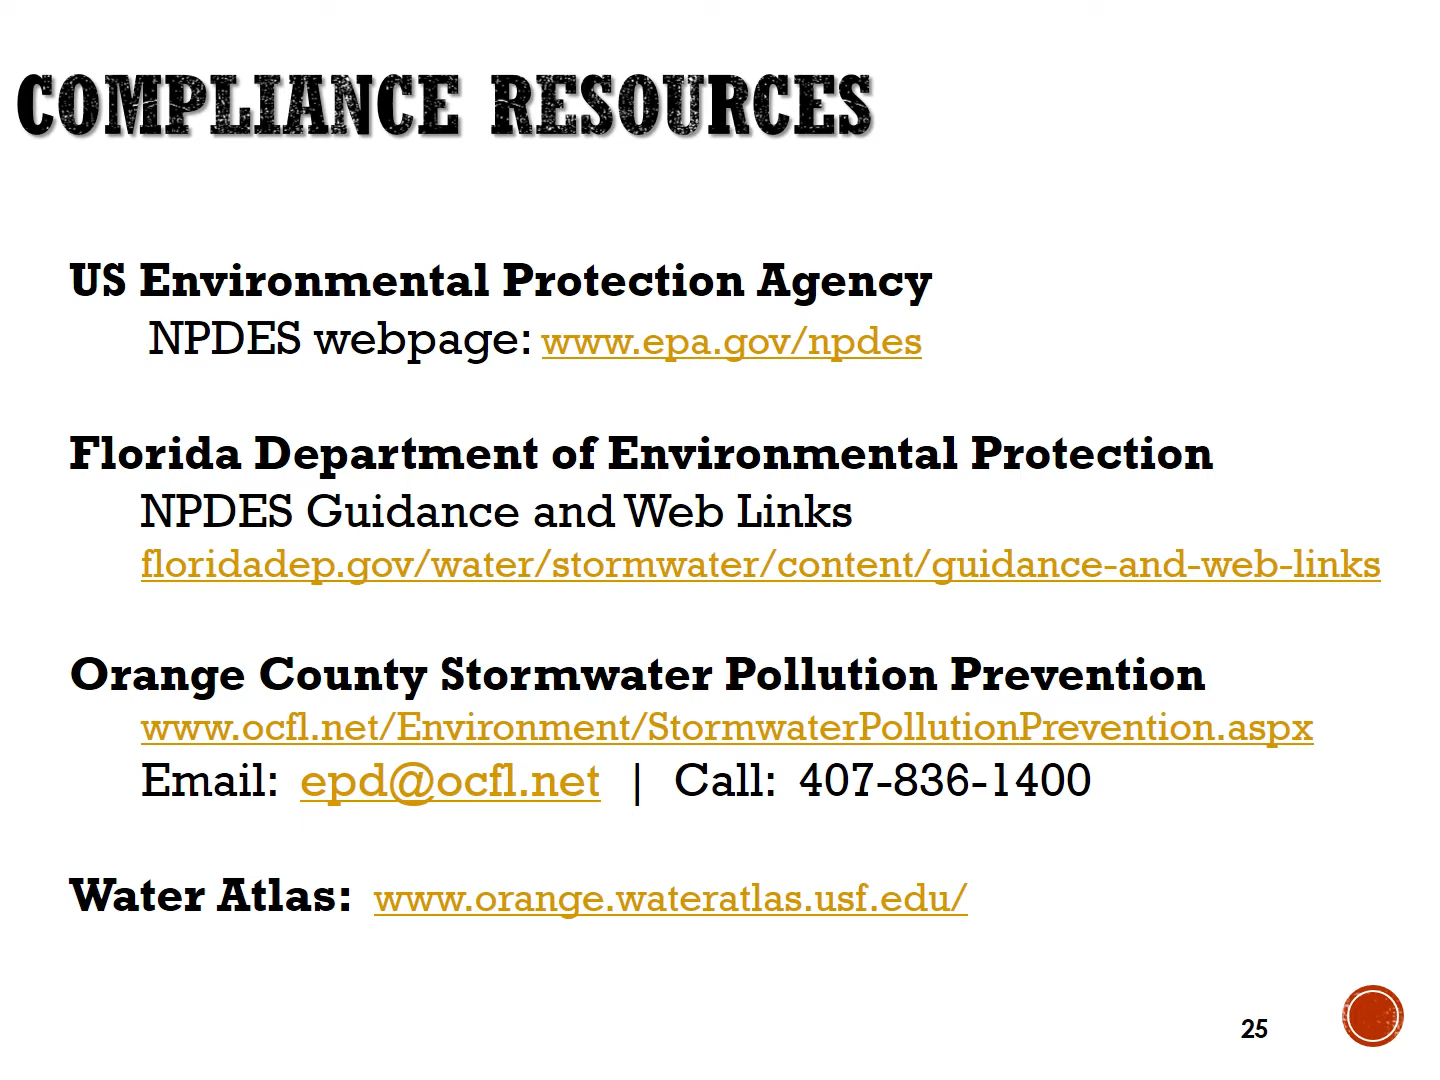 COMPLIANCE RESOURCES
US Environmental Protection Agency
NPDES webpage: www.epa.gov/npdes
Florida Department of Environmental Protection
NPDES Guidance and Web Links
floridadep.gov/water/stormwater/content/guidance-and-web-links
Orange County Stormwater Pollution Prevention
www.ocfl.net/Environment/StormwaterPollutionPrevention.aspx
Email: epd@ocfl.net | Call: 407-836-1400
Water Atlas: www.orange.wateratlas.usf.edu/
25